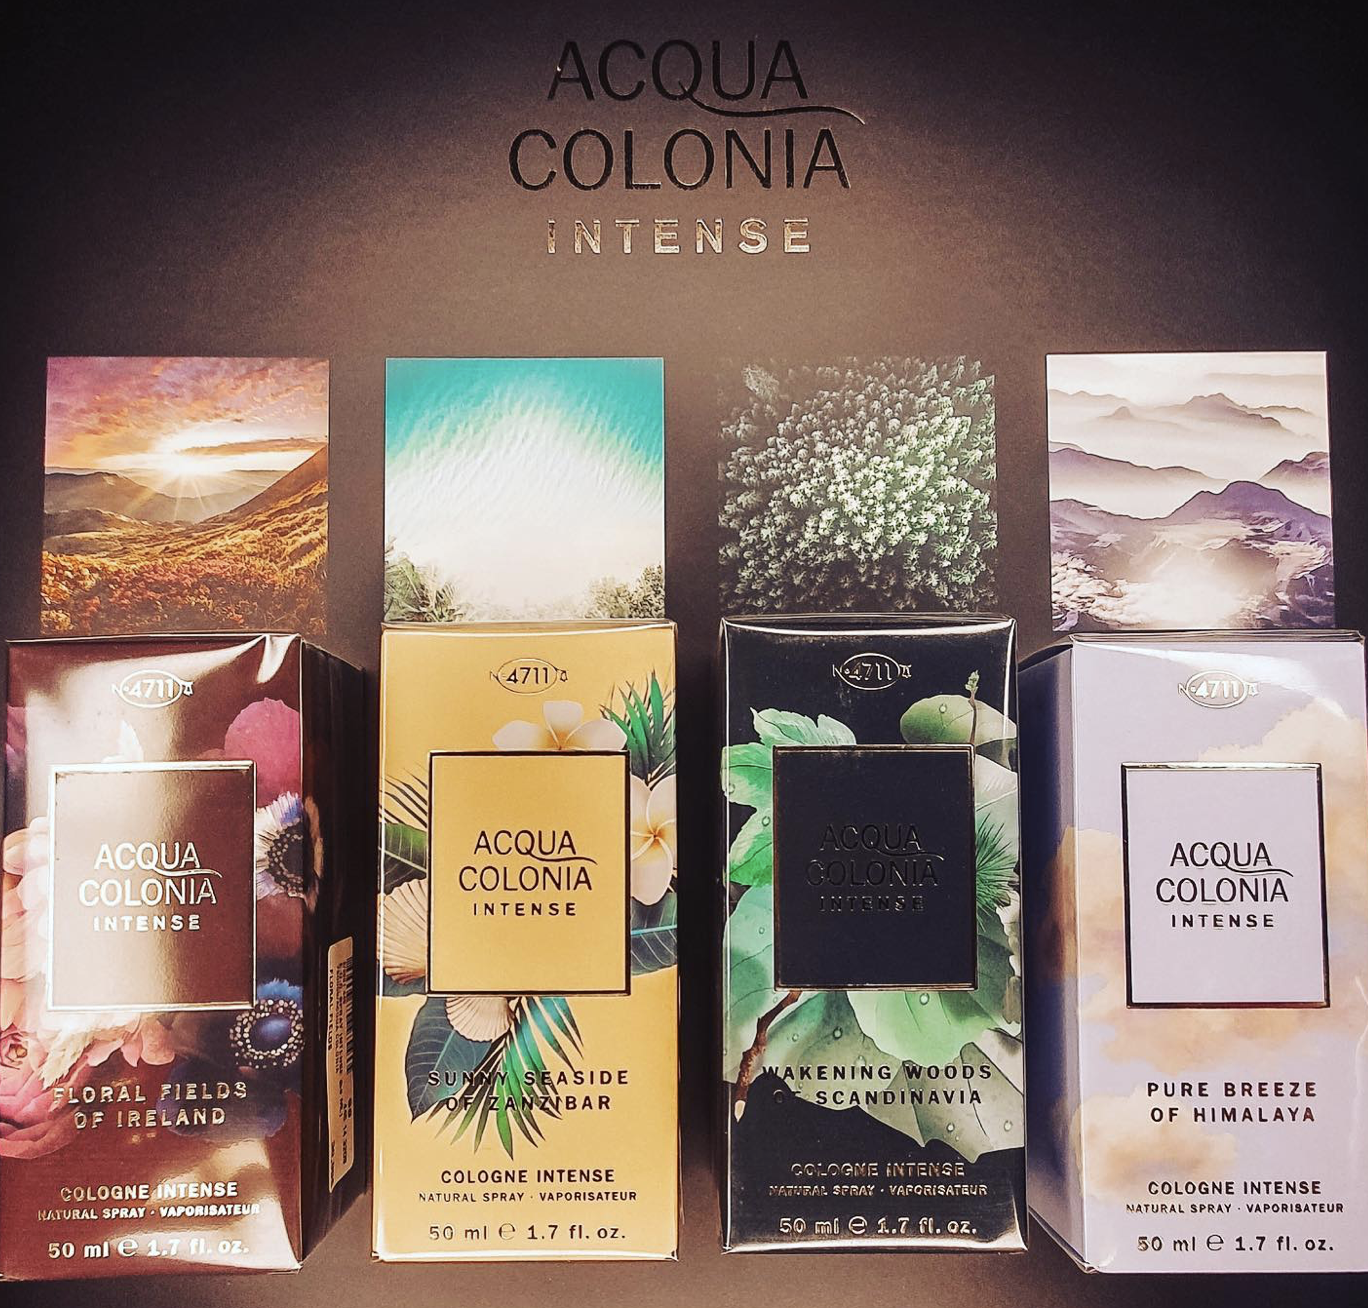 ACQUA
COLONIA
INTENSE
Nº4711
ACQUA
COLONIA
INTENSE
FLORAL FIELDS
OF IRELAND
COLOGNE INTENSE
NATURAL SPRAY · VAPORISATEUR
50 ml ℮ 1.7 fl. oz.
Nº4711
ACQUA
COLONIA
INTENSE
SUNNY SEASIDE
OF ZANZIBAR
COLOGNE INTENSE
NATURAL SPRAY · VAPORISATEUR
50 ml ℮ 1.7 fl. oz.
Nº4711
ACQUA
COLONIA
INTENSE
WAKENING WOODS
OF SCANDINAVIA
COLOGNE INTENSE
NATURAL SPRAY · VAPORISATEUR
50 ml ℮ 1.7 fl. oz.
Nº4711
ACQUA
COLONIA
INTENSE
PURE BREEZE
OF HIMALAYA
COLOGNE INTENSE
NATURAL SPRAY · VAPORISATEUR
50 ml ℮ 1.7 fl. oz.